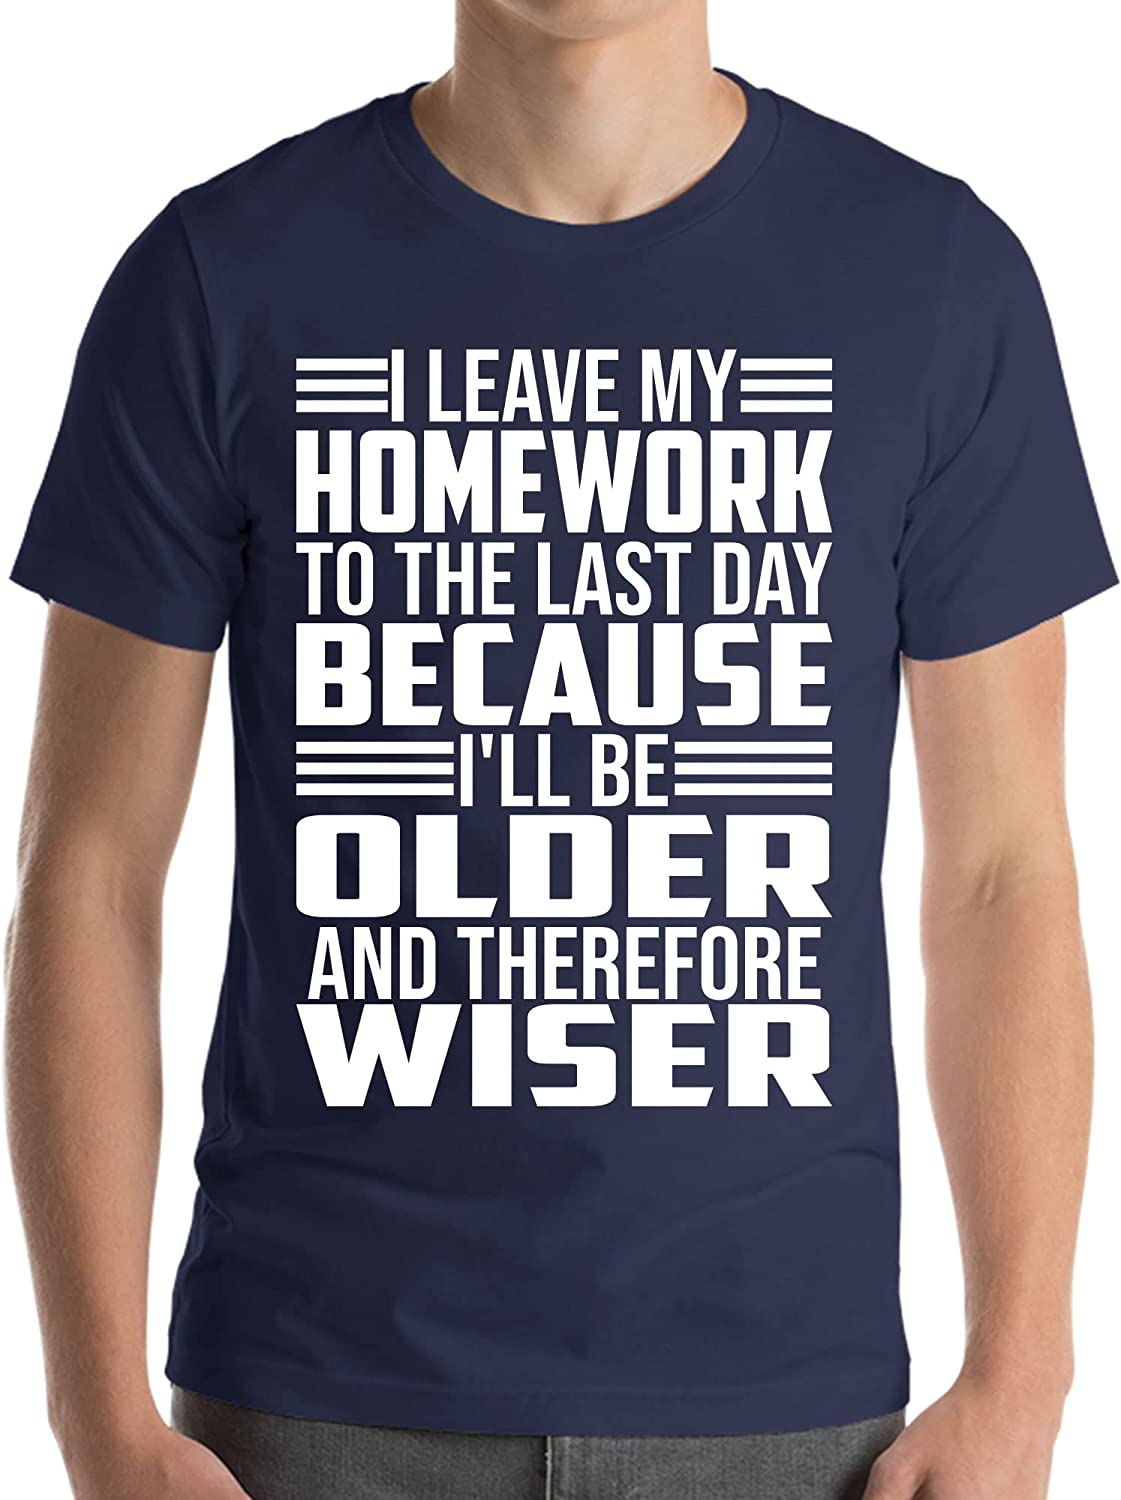 I LEAVE MY
HOMEWORK
TO THE LAST DAY
BECAUSE
I'LL BE
OLDER
AND THEREFORE
WISER